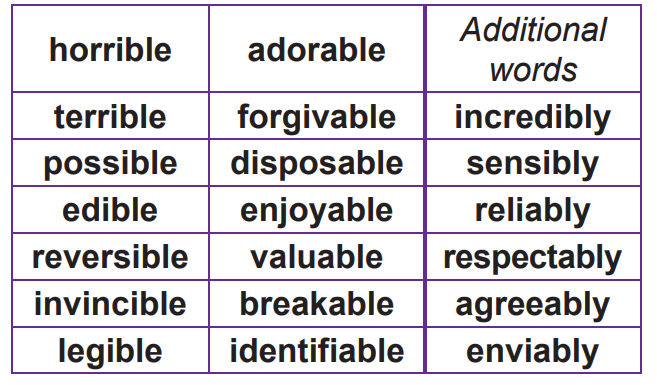 horrible adorable Additional
words
terrible forgivable incredibly
possible disposable sensibly
edible enjoyable reliably
reversible valuable respectably
invincible breakable agreeably
legible identifiable enviably